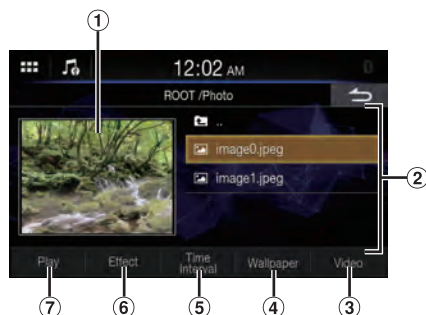 ①
12:02 AM
ROOT /Photo
..
image0.jpeg
image1.jpeg
②
Play Effect Time Interval Wallpaper Video
⑦ ⑥ ⑤ ④ ③